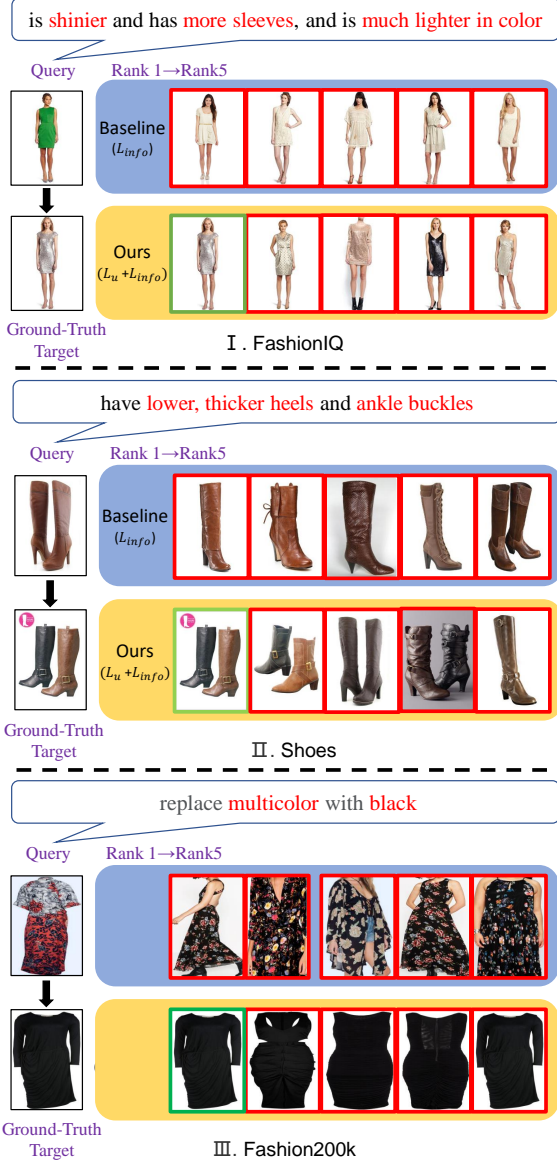 is shinier and has more sleeves, and is much lighter in color
Query
Rank 1→Rank5
Baseline
(L_info)
Ours
(L_u +L_info)
Ground-Truth
Target
Ⅰ. FashionIQ
have lower, thicker heels and ankle buckles
Query
Rank 1→Rank5
Baseline
(L_info)
Ours
(L_u +L_info)
Ground-Truth
Target
Ⅱ. Shoes
replace multicolor with black
Query
Rank 1→Rank5
Ground-Truth
Target
Ⅲ. Fashion200k